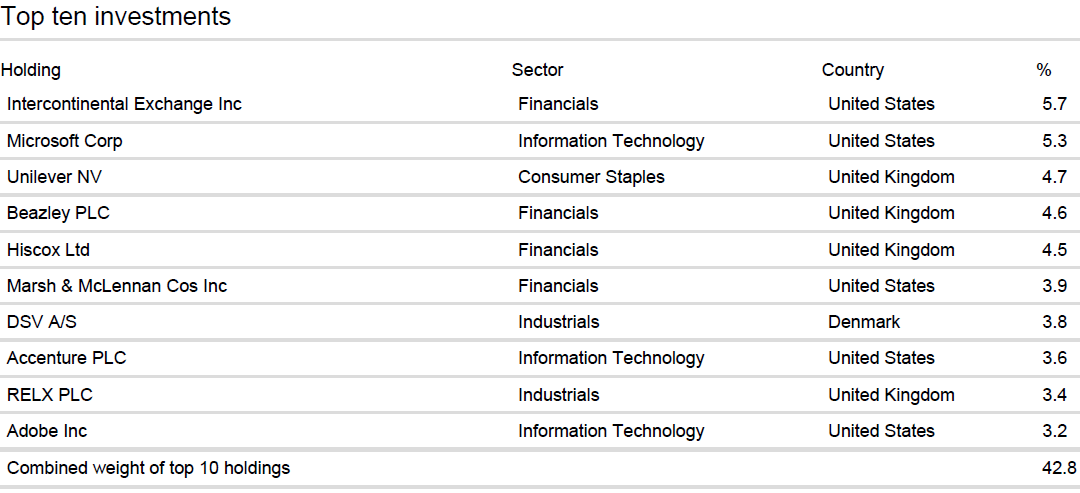 Top ten investments
Holding Sector Country %
Intercontinental Exchange Inc Financials United States 5.7
Microsoft Corp Information Technology United States 5.3
Unilever NV Consumer Staples United Kingdom 4.7
Beazley PLC Financials United Kingdom 4.6
Hiscox Ltd Financials United Kingdom 4.5
Marsh & McLennan Cos Inc Financials United States 3.9
DSV A/S Industrials Denmark 3.8
Accenture PLC Information Technology United States 3.6
RELX PLC Industrials United Kingdom 3.4
Adobe Inc Information Technology United States 3.2
Combined weight of top 10 holdings 42.8